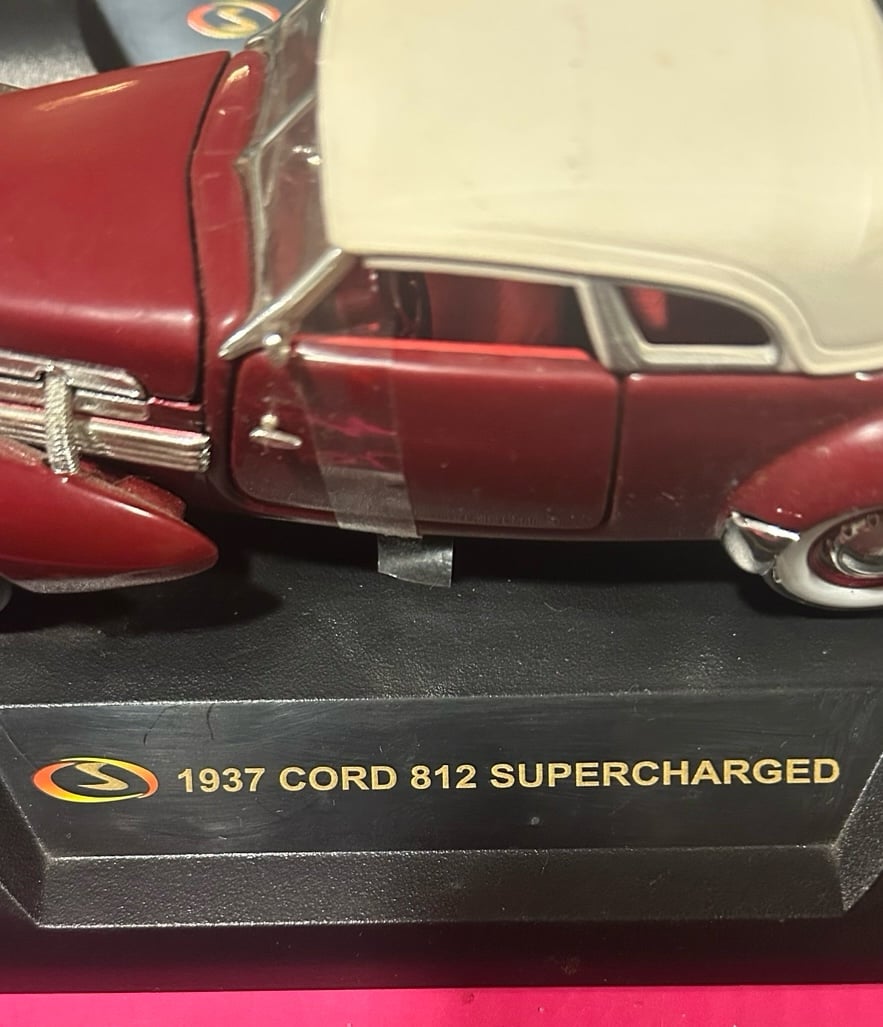 1937 CORD 812 SUPERCHARGED